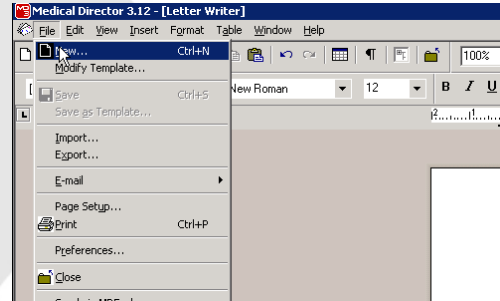 Medical Director 3.12 - [Letter Writer]
File Edit View Insert Format Table Window Help
New... Ctrl+N
Modify Template...
100%
Save Ctrl+S
New Roman 12 B I U
Save as Template...
Import...
Export...
E-mail
Page Setup...
Print Ctrl+P
Preferences...
Close